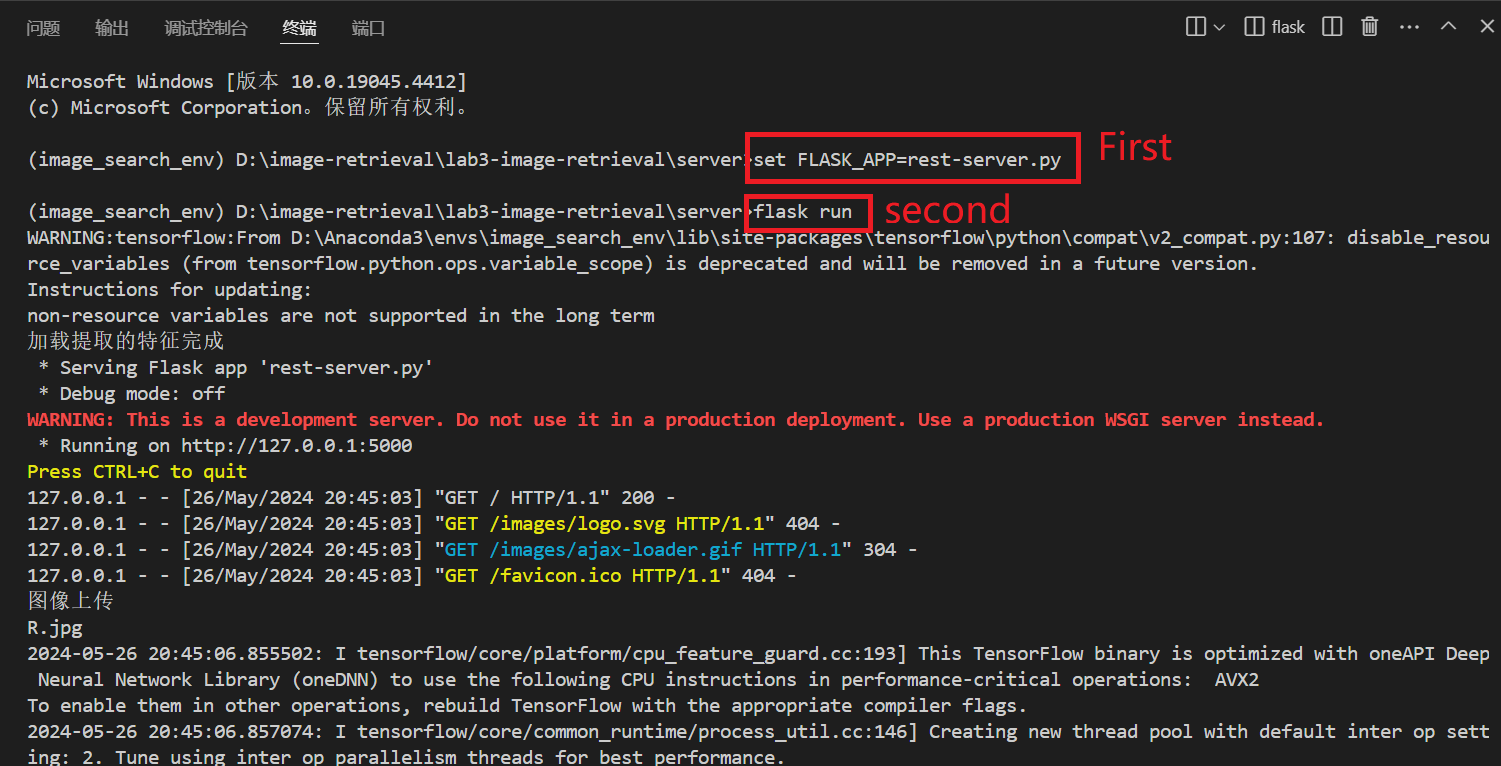 问题 输出 调试控制台 终端 端口 flask
Microsoft Windows [版本 10.0.19045.4412]
(c) Microsoft Corporation。保留所有权利。
(image_search_env) D:\image-retrieval\lab3-image-retrieval\server>set FLASK_APP=rest-server.py First
(image_search_env) D:\image-retrieval\lab3-image-retrieval\server>flask run second
WARNING:tensorflow:From D:\Anaconda3\envs\image_search_env\lib\site-packages\tensorflow\python\compat\v2_compat.py:107: disable_resou
rce_variables (from tensorflow.python.ops.variable_scope) is deprecated and will be removed in a future version.
Instructions for updating:
non-resource variables are not supported in the long term
加载提取的特征完成
 * Serving Flask app 'rest-server.py'
 * Debug mode: off
WARNING: This is a development server. Do not use it in a production deployment. Use a production WSGI server instead.
 * Running on http://127.0.0.1:5000
Press CTRL+C to quit
127.0.0.1 - - [26/May/2024 20:45:03] "GET / HTTP/1.1" 200 -
127.0.0.1 - - [26/May/2024 20:45:03] "GET /images/logo.svg HTTP/1.1" 404 -
127.0.0.1 - - [26/May/2024 20:45:03] "GET /images/ajax-loader.gif HTTP/1.1" 304 -
127.0.0.1 - - [26/May/2024 20:45:03] "GET /favicon.ico HTTP/1.1" 404 -
图像上传
R.jpg
2024-05-26 20:45:06.855502: I tensorflow/core/platform/cpu_feature_guard.cc:193] This TensorFlow binary is optimized with oneAPI Deep
 Neural Network Library (oneDNN) to use the following CPU instructions in performance-critical operations:  AVX2
To enable them in other operations, rebuild TensorFlow with the appropriate compiler flags.
2024-05-26 20:45:06.857074: I tensorflow/core/common_runtime/process_util.cc:146] Creating new thread pool with default inter op sett
ing: 2. Tune using inter_op_parallelism_threads for best performance.